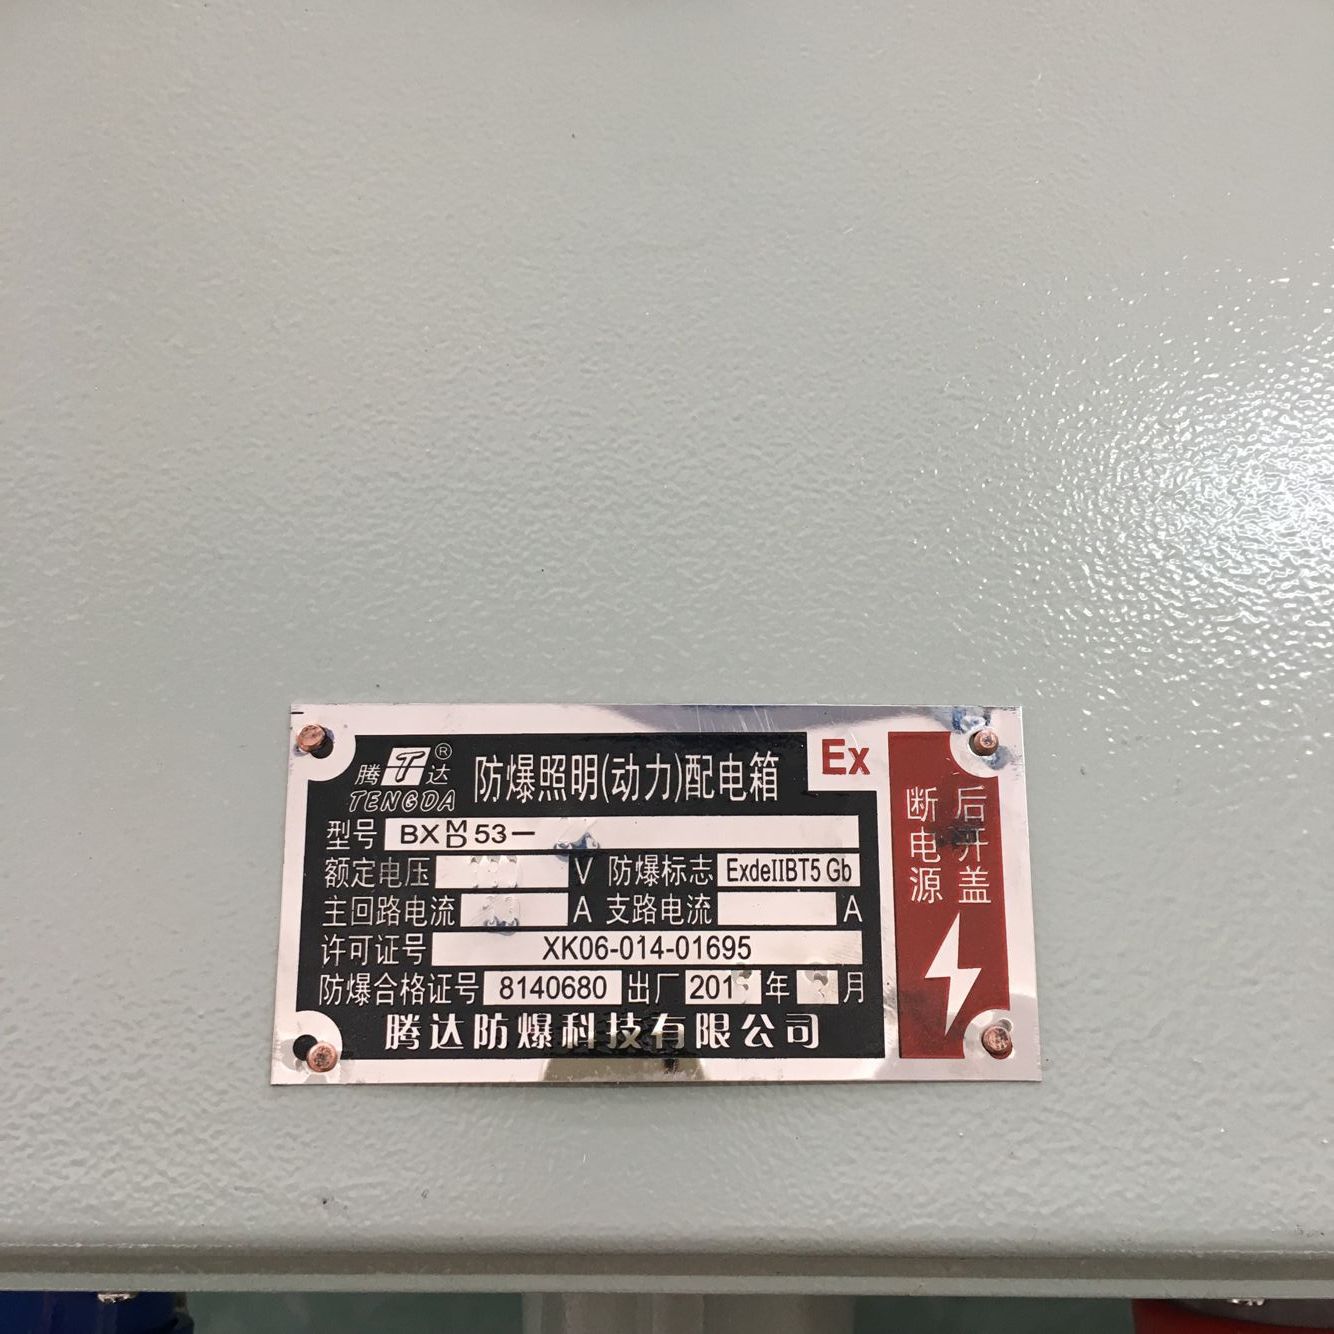 腾达®
TENGDA
防爆照明(动力)配电箱
Ex
型号 BXM/D53-
额定电压 V 防爆标志 ExdeIIBT5 Gb
主回路电流 A 支路电流 A
许可证号 XK06-014-01695
防爆合格证号 8140680 出厂 201 年 月
腾达防爆科技有限公司
断电源
后开盖